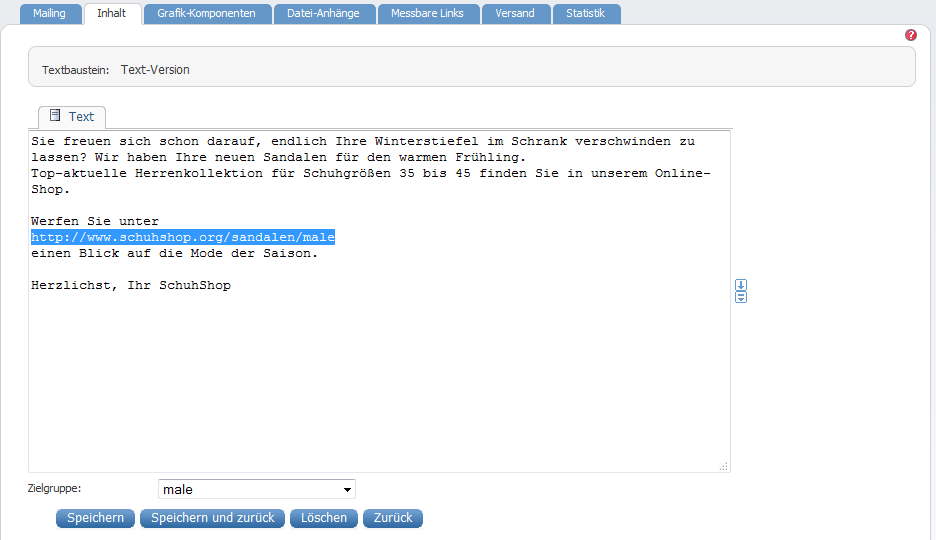 Mailing Inhalt Grafik-Komponenten Datei-Anhänge Messbare Links Versand Statistik
?
Textbaustein: Text-Version
Text
Sie freuen sich schon darauf, endlich Ihre Winterstiefel im Schrank verschwinden zu
lassen? Wir haben Ihre neuen Sandalen für den warmen Frühling.
Top-aktuelle Herrenkollektion für Schuhgrößen 35 bis 45 finden Sie in unserem Online-
Shop.
Werfen Sie unter
http://www.schuhshop.org/sandalen/male
einen Blick auf die Mode der Saison.
Herzlichst, Ihr SchuhShop
Zielgruppe: male
Speichern Speichern und zurück Löschen Zurück